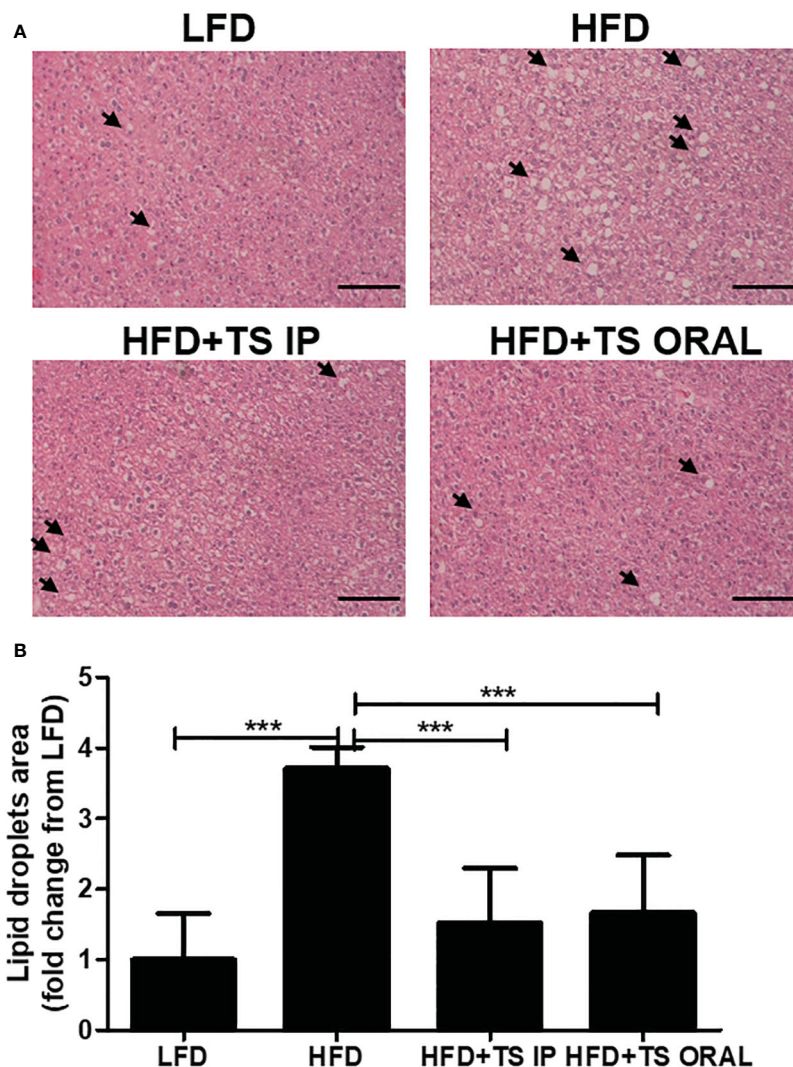 A
LFD HFD
HFD+TS IP HFD+TS ORAL
B
Lipid droplets area
(fold change from LFD)
5
4
3
2
1
0
*** *** ***
LFD HFD HFD+TS IP HFD+TS ORAL